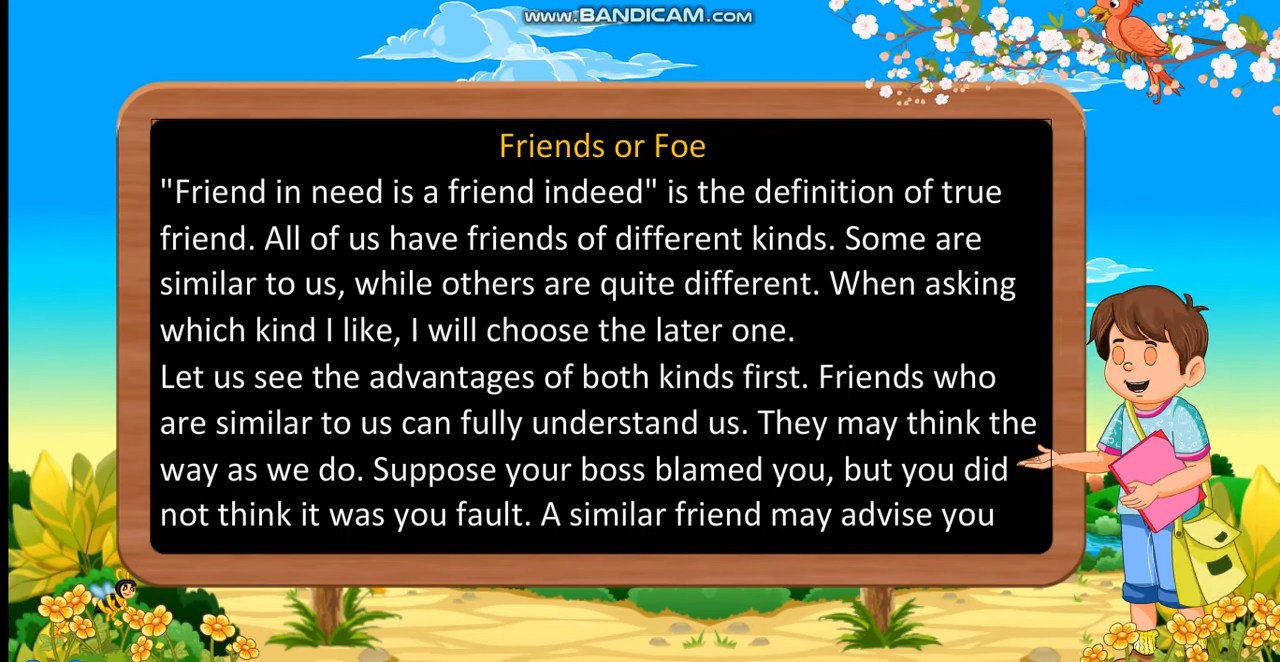 www.BANDICAM.com
Friends or Foe
"Friend in need is a friend indeed" is the definition of true
friend. All of us have friends of different kinds. Some are
similar to us, while others are quite different. When asking
which kind I like, I will choose the later one.
Let us see the advantages of both kinds first. Friends who
are similar to us can fully understand us. They may think the
way as we do. Suppose your boss blamed you, but you did
not think it was you fault. A similar friend may advise you